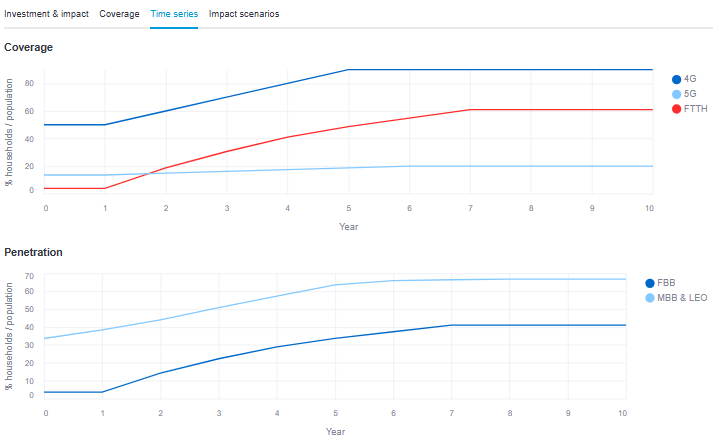 Investment & impact Coverage Time series Impact scenarios
Coverage
% households / population
80
60
40
20
0
0 1 2 3 4 5 6 7 8 9 10
Year
4G
5G
FTTH
Penetration
% households / population
70
60
50
40
30
20
10
0
0 1 2 3 4 5 6 7 8 9 10
Year
FBB
MBB & LEO